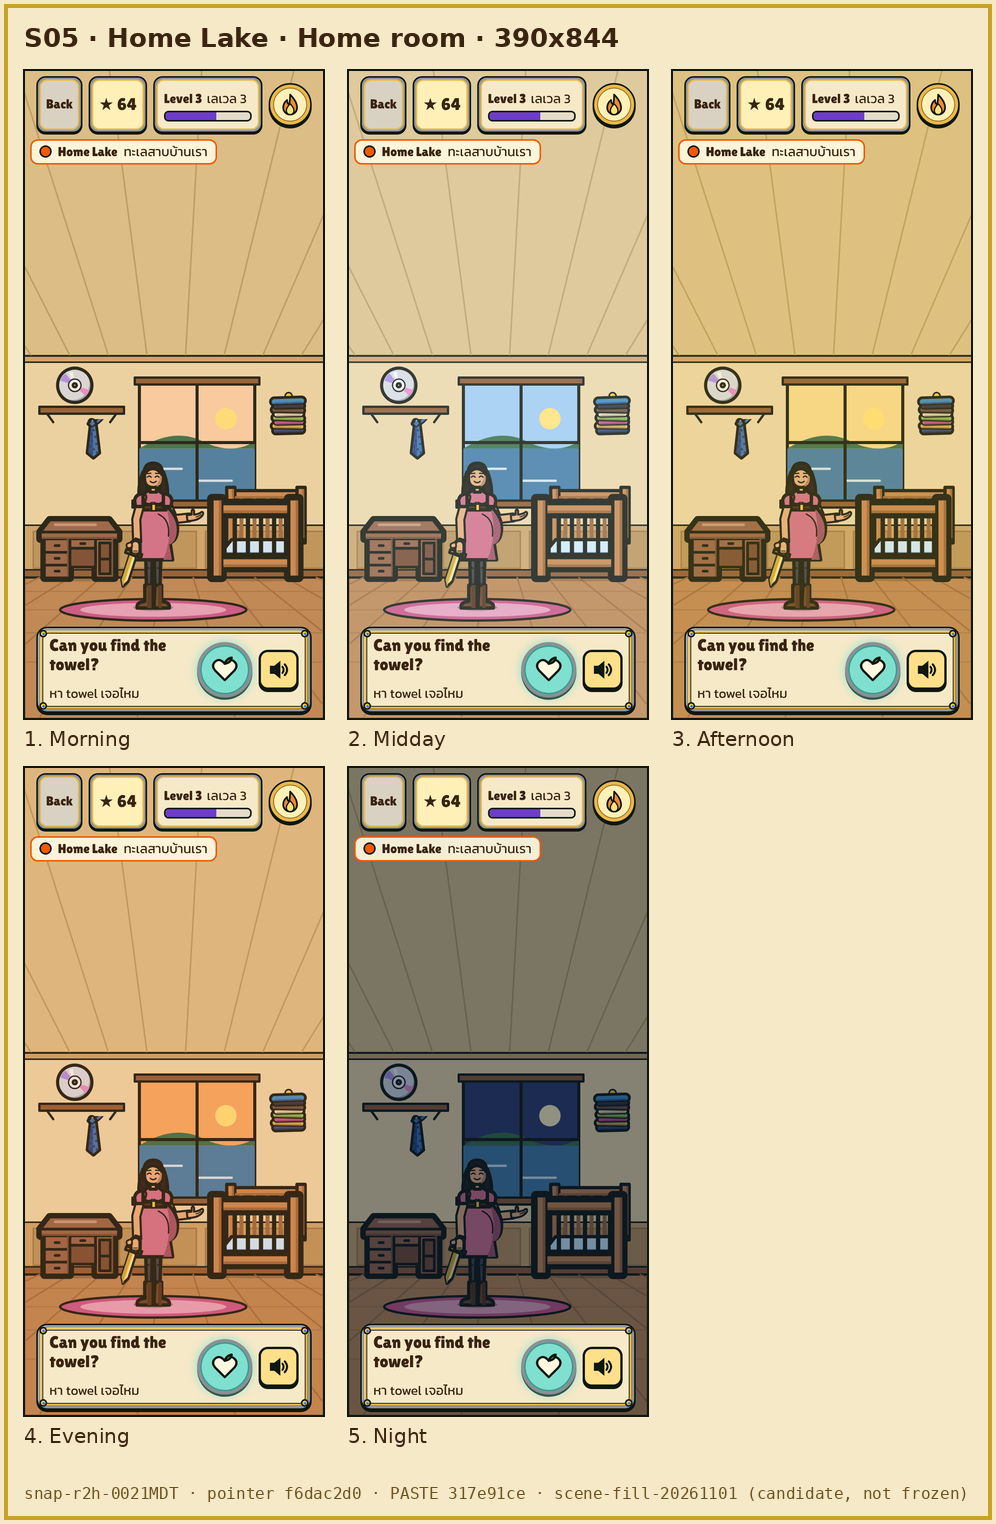 S05 · Home Lake · Home room · 390x844
Back
★ 64
Level 3 เลเวล 3
Home Lake ทะเลสาบบ้านเรา
Can you find the
towel?
หา towel เจอไหม
1. Morning
Back
★ 64
Level 3 เลเวล 3
Home Lake ทะเลสาบบ้านเรา
Can you find the
towel?
หา towel เจอไหม
2. Midday
Back
★ 64
Level 3 เลเวล 3
Home Lake ทะเลสาบบ้านเรา
Can you find the
towel?
หา towel เจอไหม
3. Afternoon
Back
★ 64
Level 3 เลเวล 3
Home Lake ทะเลสาบบ้านเรา
Can you find the
towel?
หา towel เจอไหม
4. Evening
Back
★ 64
Level 3 เลเวล 3
Home Lake ทะเลสาบบ้านเรา
Can you find the
towel?
หา towel เจอไหม
5. Night
snap-r2h-0021MDT · pointer f6dac2d0 · PASTE 317e91ce · scene-fill-20261101 (candidate, not frozen)